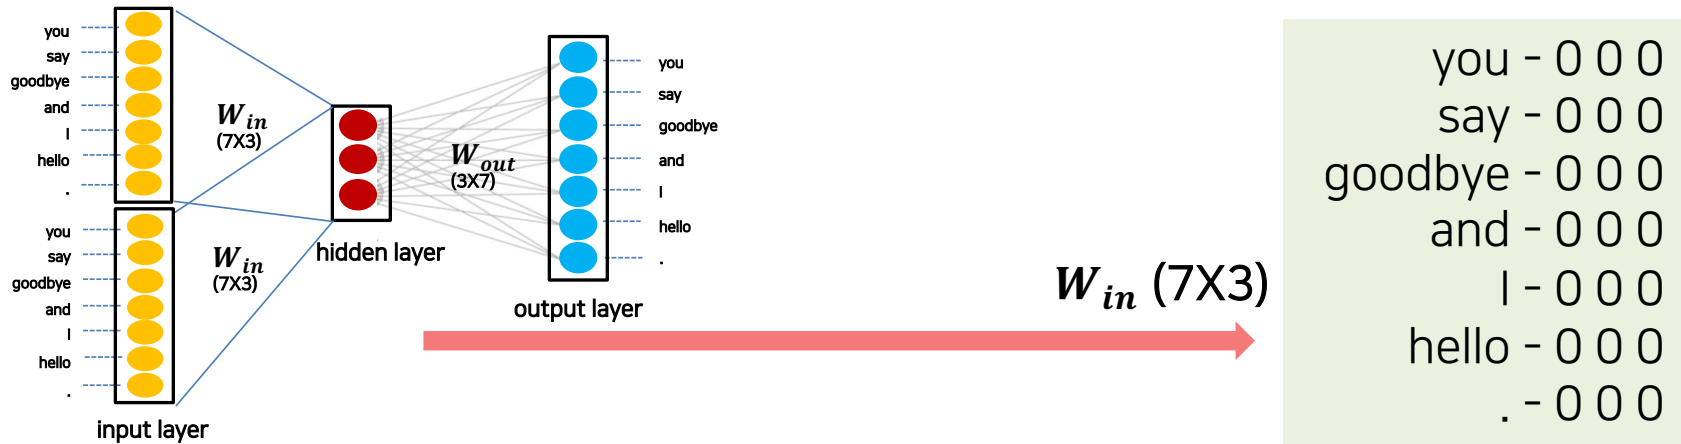 you
say
goodbye
and
I
hello
.
W_in
(7X3)
you
say
goodbye
and
I
hello
.
W_in
(7X3)
input layer
hidden layer
W_out
(3X7)
you
say
goodbye
and
I
hello
.
output layer
W_in (7X3)
you - 0 0 0
say - 0 0 0
goodbye - 0 0 0
and - 0 0 0
I - 0 0 0
hello - 0 0 0
. - 0 0 0